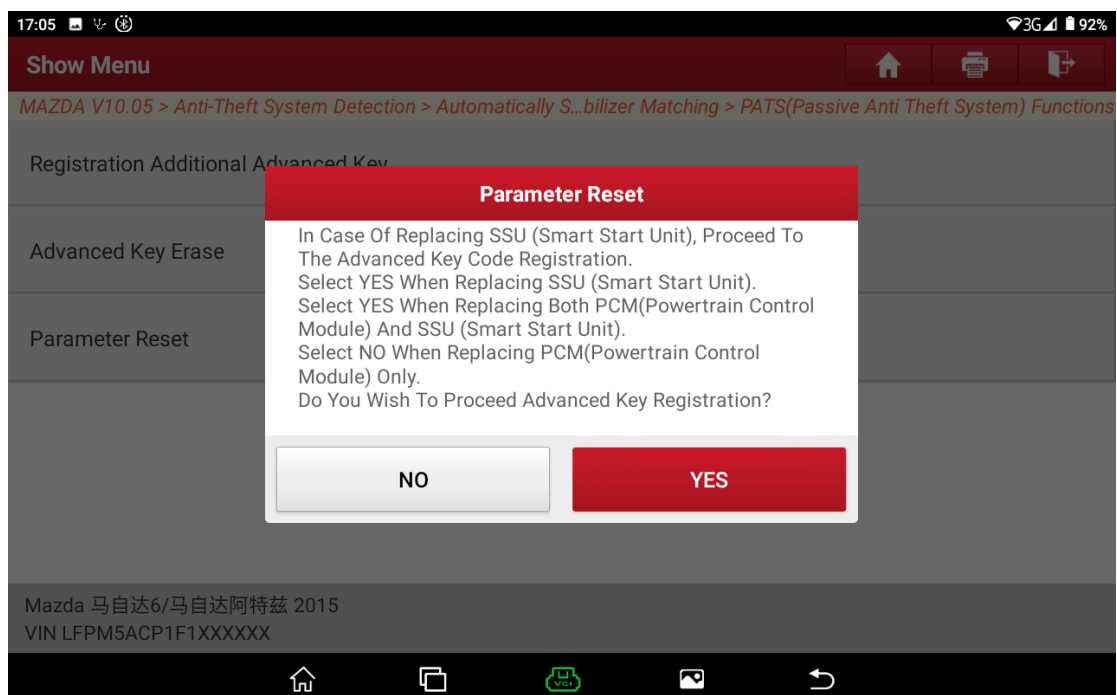 17:05
3G 92%
Show Menu
MAZDA V10.05 > Anti-Theft System Detection > Automatically S...bilizer Matching > PATS(Passive Anti Theft System) Functions
Registration Additional Advanced Key
Advanced Key Erase
Parameter Reset
Parameter Reset
In Case Of Replacing SSU (Smart Start Unit), Proceed To
The Advanced Key Code Registration.
Select YES When Replacing SSU (Smart Start Unit).
Select YES When Replacing Both PCM(Powertrain Control
Module) And SSU (Smart Start Unit).
Select NO When Replacing PCM(Powertrain Control
Module) Only.
Do You Wish To Proceed Advanced Key Registration?
NO
YES
Mazda 马自达6/马自达阿特兹 2015
VIN LFPM5ACP1F1XXXXXX
VCI